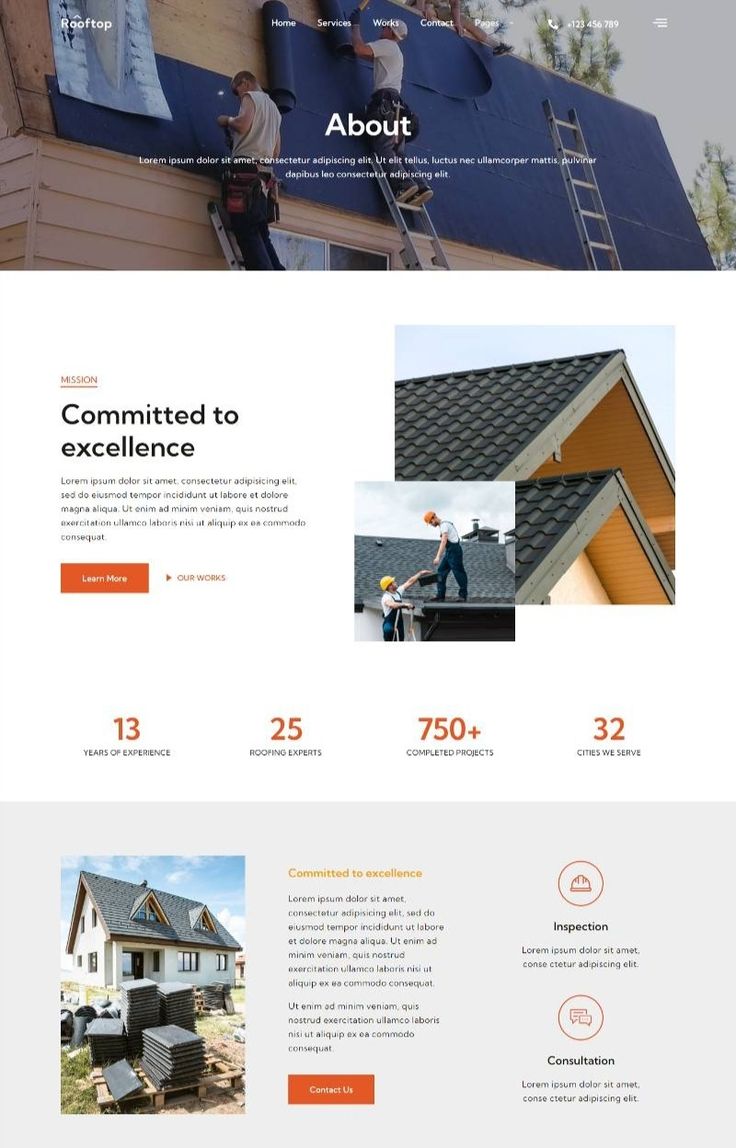 Rooftop
Home Services Works Contact Pages +123 456 789
About
Lorem ipsum dolor sit amet, consectetur adipiscing elit. Ut elit tellus, luctus nec ullamcorper mattis, pulvinar
dapibus leo consectetur adipiscing elit.
MISSION
Committed to
excellence
Lorem ipsum dolor sit amet, consectetur adipisicing elit,
sed do eiusmod tempor incididunt ut labore et dolore
magna aliqua. Ut enim ad minim veniam, quis nostrud
exercitation ullamco laboris nisi ut aliquip ex ea commodo
consequat.
Learn More OUR WORKS
13 25 750+ 32
YEARS OF EXPERIENCE ROOFING EXPERTS COMPLETED PROJECTS CITIES WE SERVE
Committed to excellence
Lorem ipsum dolor sit amet,
consectetur adipiscing elit, sed do
eiusmod tempor incididunt ut labore
et dolore magna aliqua. Ut enim ad
minim veniam, quis nostrud
exercitation ullamco laboris nisi ut
aliquip ex ea commodo consequat.
Ut enim ad minim veniam, quis
nostrud exercitation ullamco laboris
nisi ut aliquip ex ea commodo
consequat.
Contact Us
Inspection
Lorem ipsum dolor sit amet,
conse ctetur adipiscing elit.
Consultation
Lorem ipsum dolor sit amet,
conse ctetur adipiscing elit.